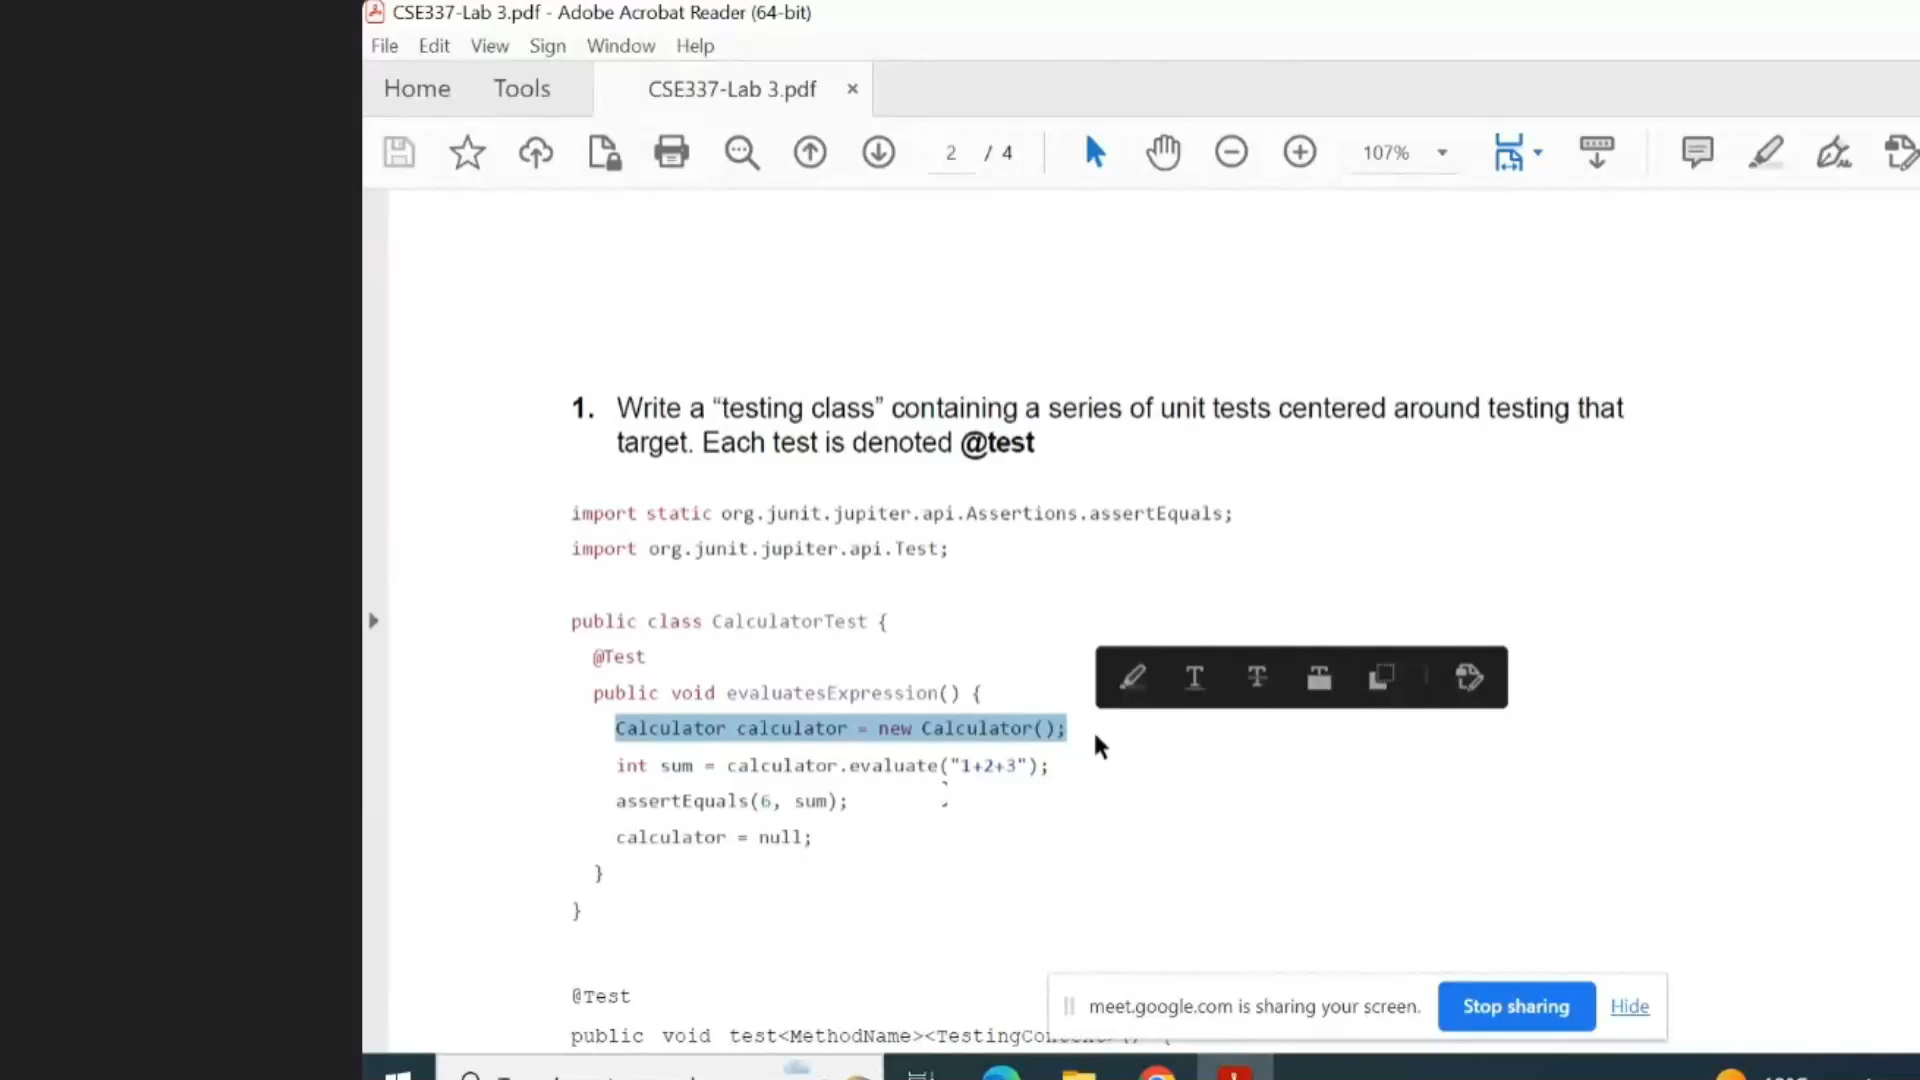 CSE337-Lab 3.pdf - Adobe Acrobat Reader (64-bit)
File Edit View Sign Window Help
Home Tools CSE337-Lab 3.pdf ×
2 / 4 107%
1. Write a “testing class” containing a series of unit tests centered around testing that
target. Each test is denoted @test
import static org.junit.jupiter.api.Assertions.assertEquals;
import org.junit.jupiter.api.Test;
public class CalculatorTest {
@Test
public void evaluatesExpression() {
Calculator calculator = new Calculator();
int sum = calculator.evaluate("1+2+3");
assertEquals(6, sum);
calculator = null;
}
}
@Test
meet.google.com is sharing your screen. Stop sharing Hide
public void test<MethodName>